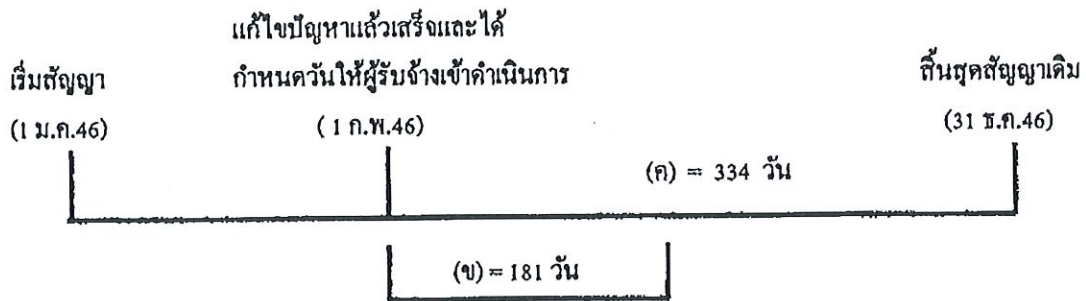 แก้ไขปัญหาแล้วเสร็จและได้
เริ่มสัญญา กำหนดวันให้ผู้รับจ้างเข้าดำเนินการ สิ้นสุดสัญญาเดิม
(1 ม.ค.46) ( 1 ก.พ.46) (31 ธ.ค.46)
(ค) = 334 วัน
(ข) = 181 วัน